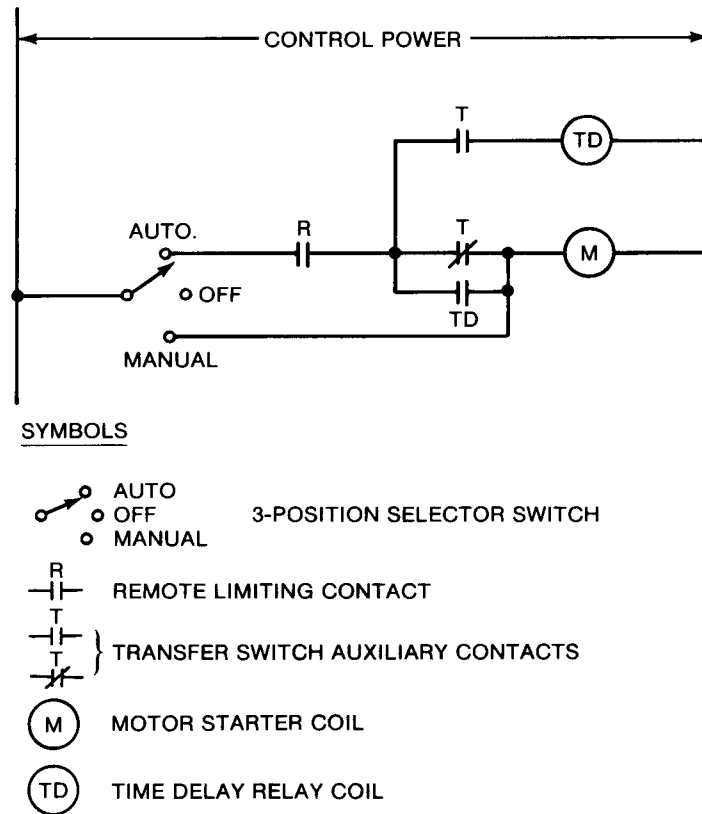 CONTROL POWER
T
TD
AUTO.
R
T
M
OFF
TD
MANUAL
SYMBOLS
AUTO
OFF
MANUAL
3-POSITION SELECTOR SWITCH
R
REMOTE LIMITING CONTACT
T
T
TRANSFER SWITCH AUXILIARY CONTACTS
M
MOTOR STARTER COIL
TD
TIME DELAY RELAY COIL